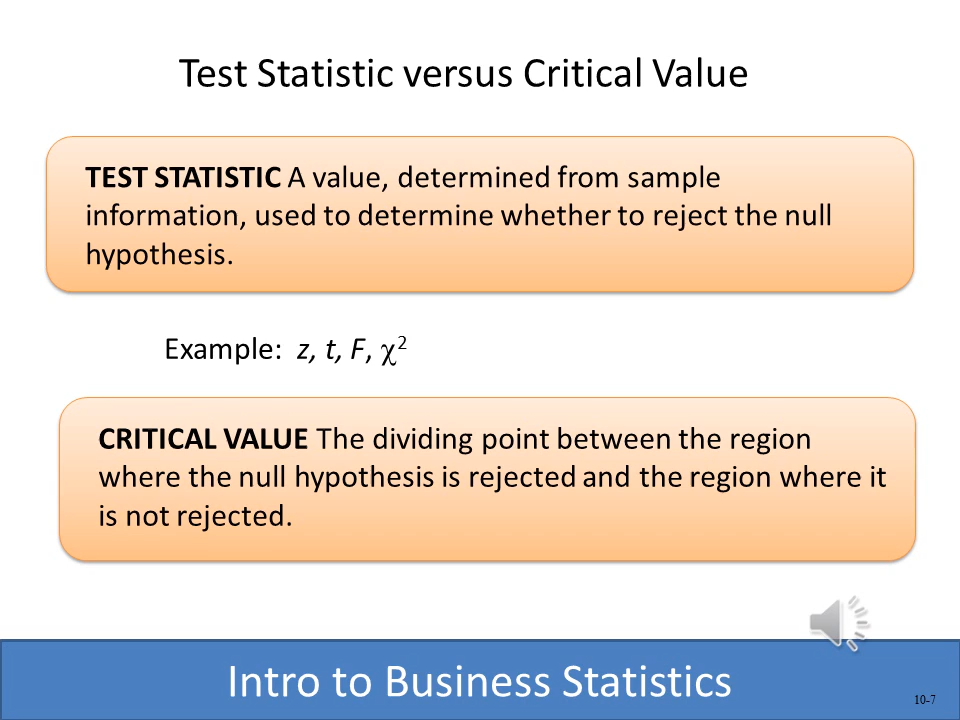 Test Statistic versus Critical Value
TEST STATISTIC A value, determined from sample
information, used to determine whether to reject the null
hypothesis.
Example: z, t, F, χ²
CRITICAL VALUE The dividing point between the region
where the null hypothesis is rejected and the region where it
is not rejected.
Intro to Business Statistics
10-7